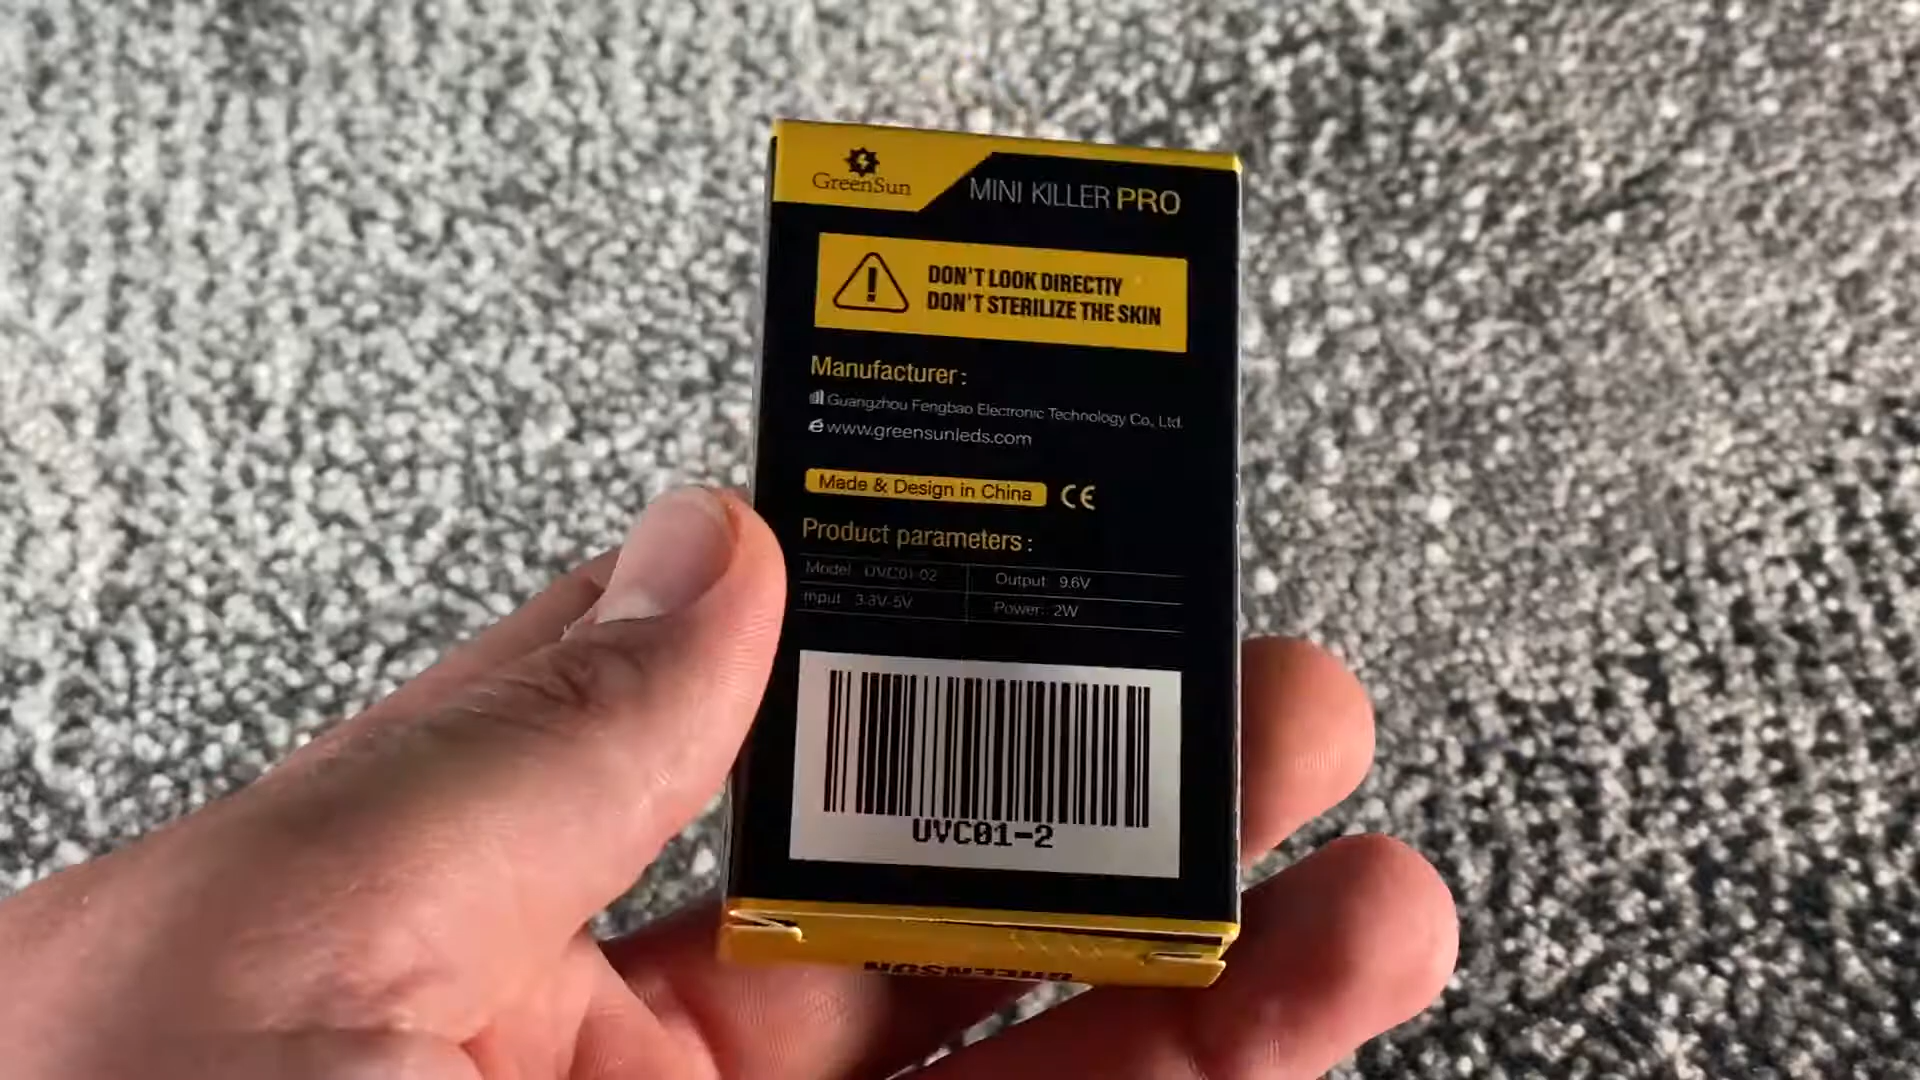 GreenSun
MINI KILLER PRO
DON'T LOOK DIRECTIY
DON'T STERILIZE THE SKIN
Manufacturer:
Guangzhou Fengbao Electronic Technology Co., Ltd.
www.greensunleds.com
Made & Design in China CE
Product parameters:
Model: UVC01-02 Output: 9.6V
Input: 3.3V-5V Power: 2W
UVC01-2
GREENSUN